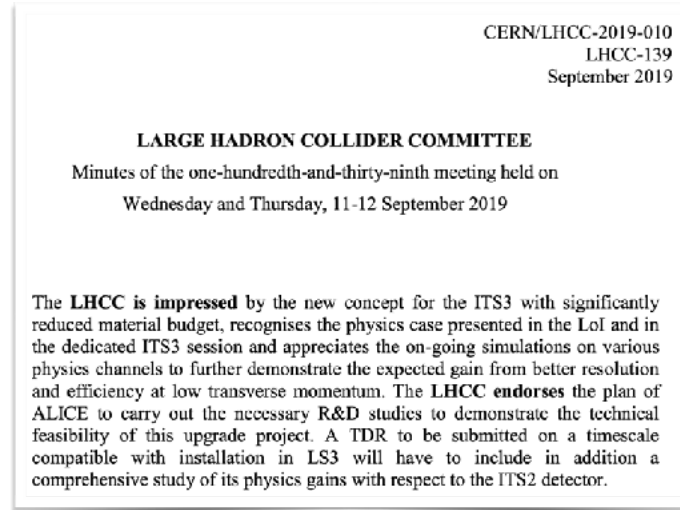 CERN/LHCC-2019-010
LHCC-139
September 2019
LARGE HADRON COLLIDER COMMITTEE
Minutes of the one-hundredth-and-thirty-ninth meeting held on
Wednesday and Thursday, 11-12 September 2019
The LHCC is impressed by the new concept for the ITS3 with significantly
reduced material budget, recognises the physics case presented in the LoI and in
the dedicated ITS3 session and appreciates the on-going simulations on various
physics channels to further demonstrate the expected gain from better resolution
and efficiency at low transverse momentum. The LHCC endorses the plan of
ALICE to carry out the necessary R&D studies to demonstrate the technical
feasibility of this upgrade project. A TDR to be submitted on a timescale
compatible with installation in LS3 will have to include in addition a
comprehensive study of its physics gains with respect to the ITS2 detector.